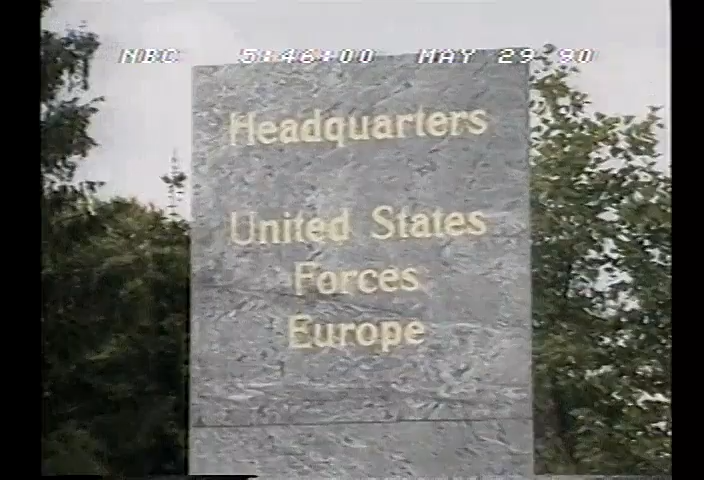 NBC 5:46:00 MAY 29 90
Headquarters
United States
Forces
Europe